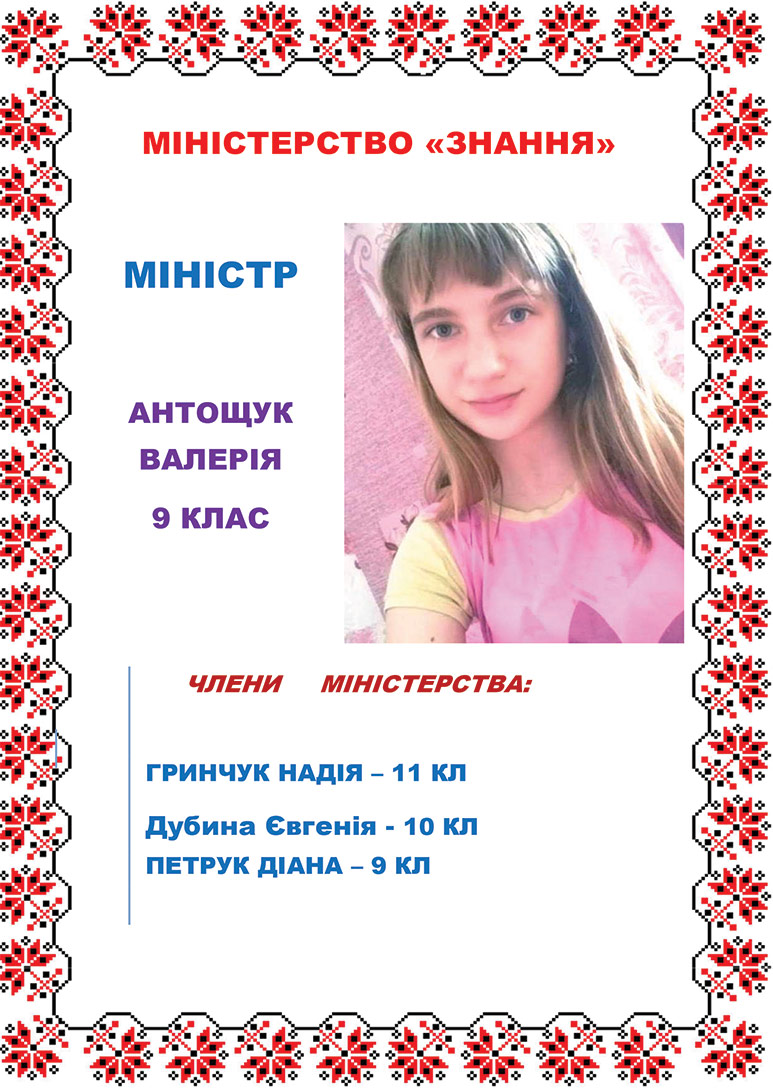 МІНІСТЕРСТВО «ЗНАННЯ»
МІНІСТР
АНТОЩУК
ВАЛЕРІЯ
9 КЛАС
ЧЛЕНИ МІНІСТЕРСТВА:
ГРИНЧУК НАДІЯ – 11 КЛ
Дубина Євгенія - 10 КЛ
ПЕТРУК ДІАНА – 9 КЛ